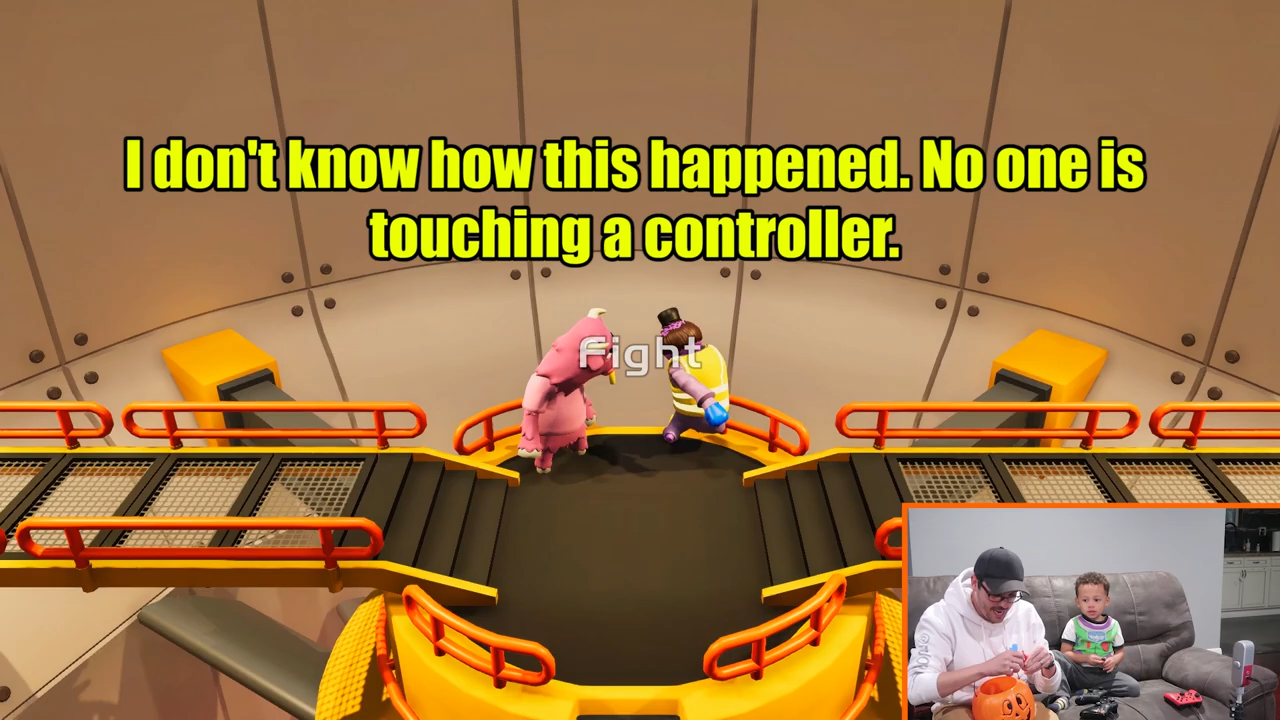 I don't know how this happened. No one is
touching a controller.
Fight